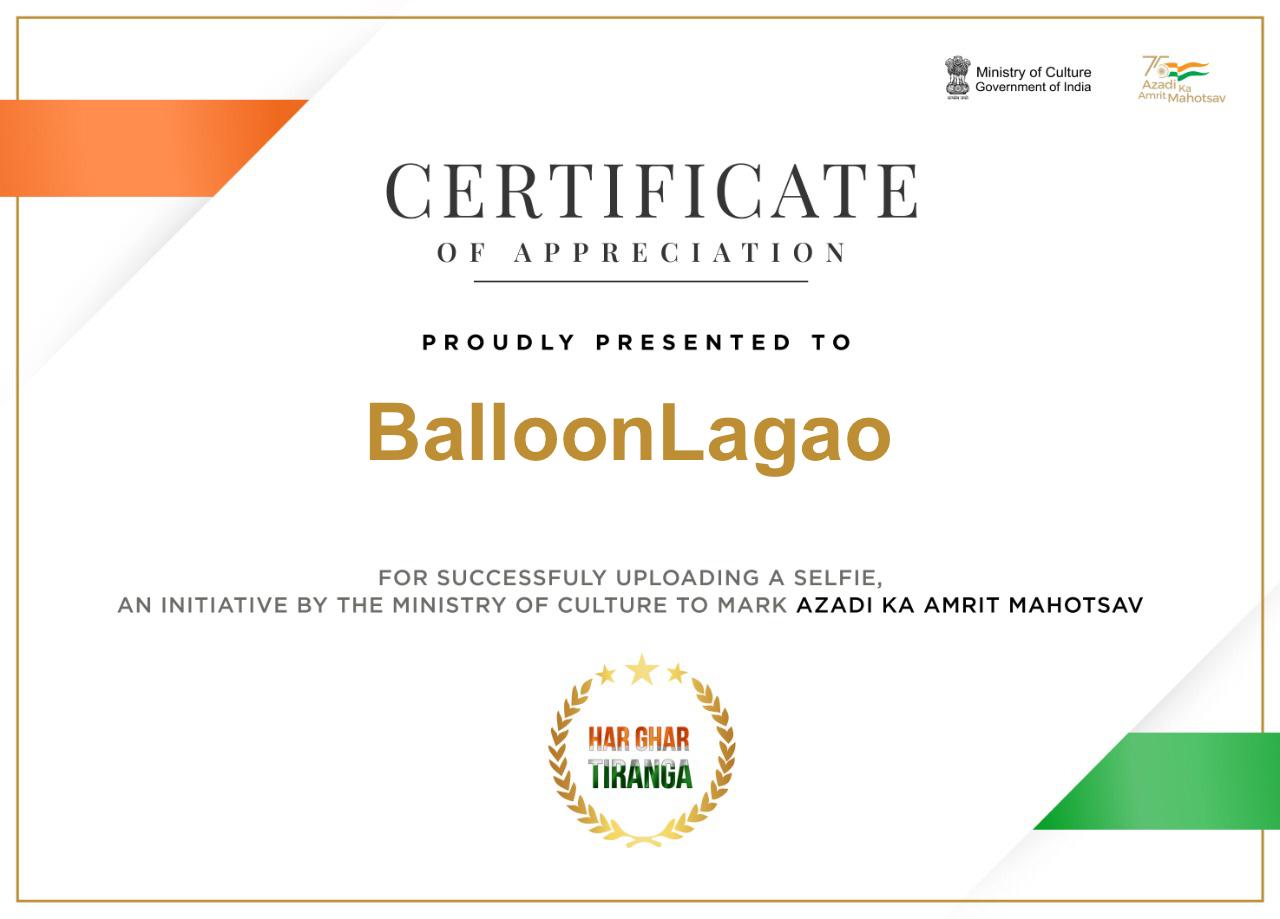 Ministry of Culture
Government of India
75
Azadi Ka
Amrit Mahotsav
CERTIFICATE
OF APPRECIATION
PROUDLY PRESENTED TO
BalloonLagao
FOR SUCCESSFULY UPLOADING A SELFIE,
AN INITIATIVE BY THE MINISTRY OF CULTURE TO MARK AZADI KA AMRIT MAHOTSAV
HAR GHAR
TIRANGA